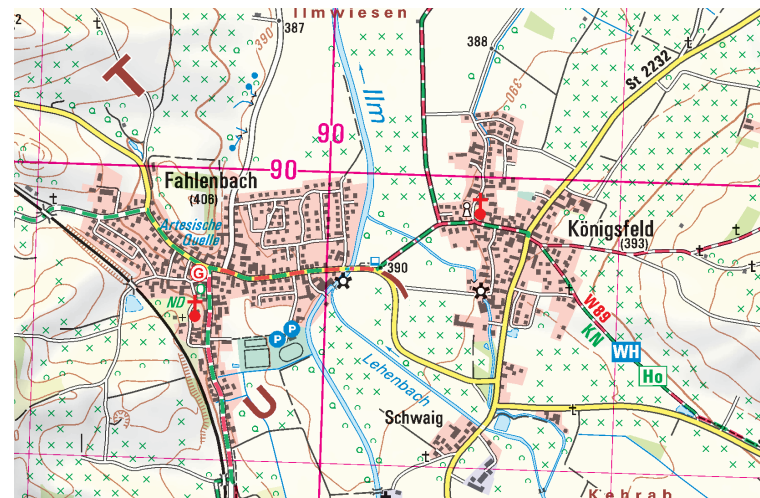 Ilmwiesen
387
390
388
St 2232
T
Ilm
390
90
90
Fahlenbach
(406)
Artesische
Quelle
Königsfeld
(393)
G
390
ND
W89
KN
WH
Ho
P
P
Lehenbach
U
Schwaig
Kehrab